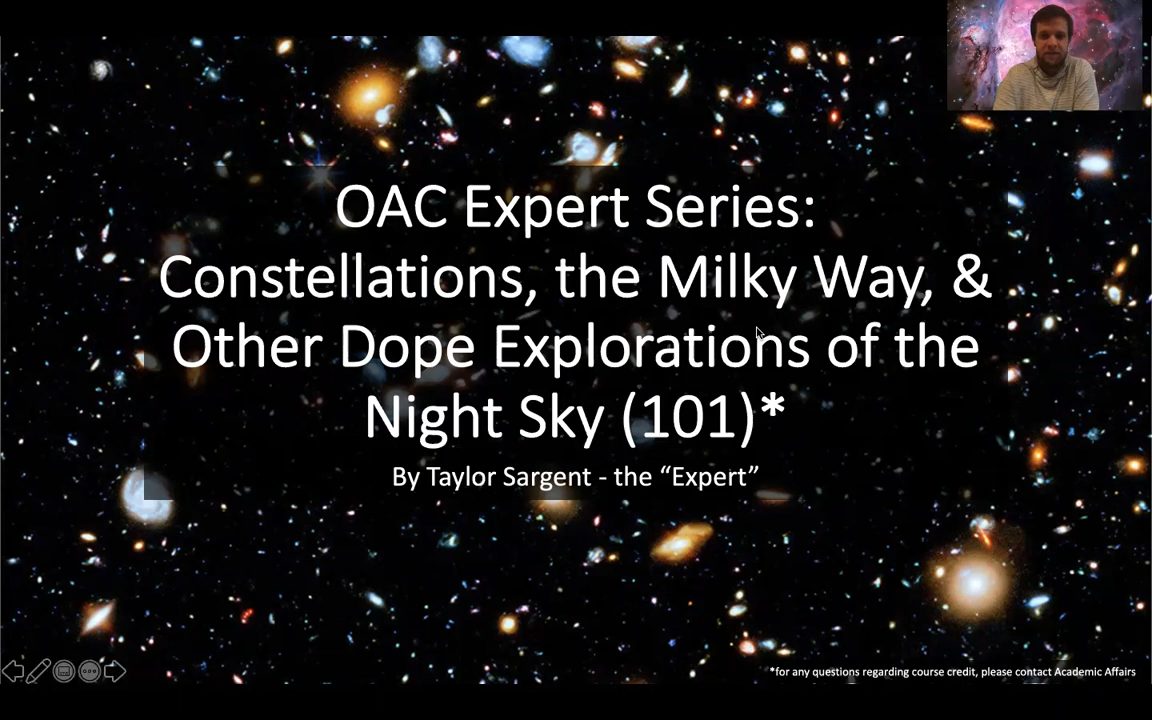 OAC Expert Series:
Constellations, the Milky Way, &
Other Dope Explorations of the
Night Sky (101)*
By Taylor Sargent - the “Expert”
*for any questions regarding course credit, please contact Academic Affairs